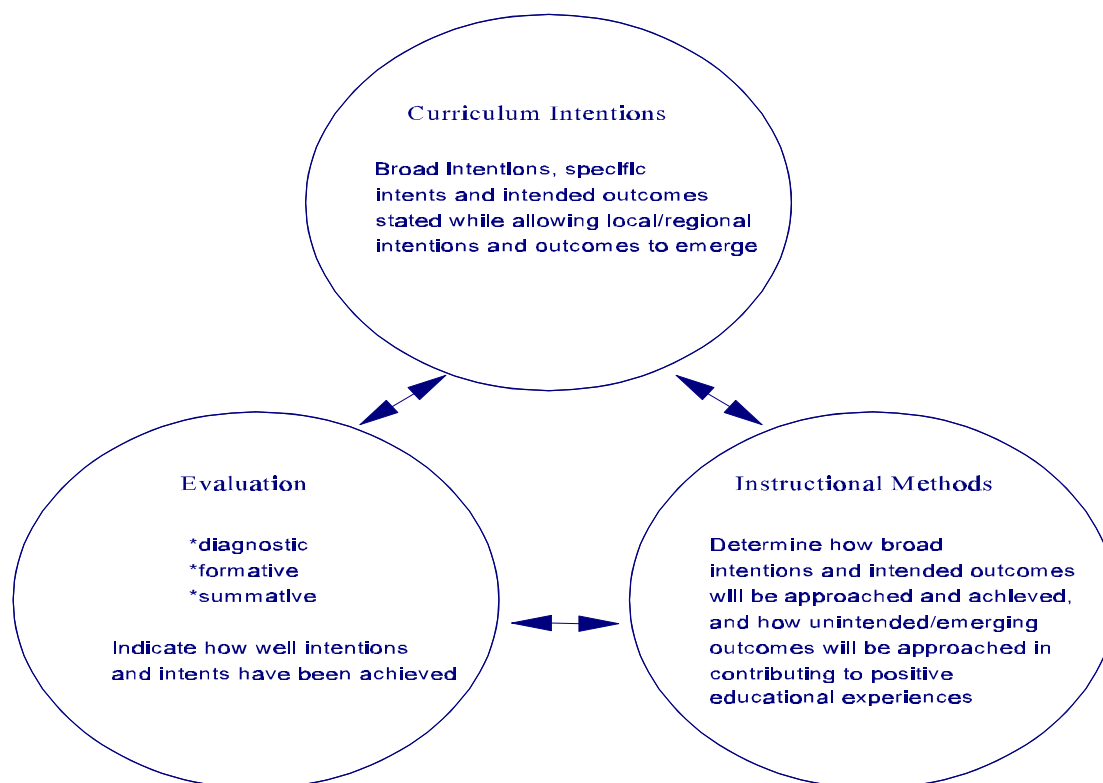 Curriculum Intentions
Broad intentions, specific
intents and intended outcomes
stated while allowing local/regional
intentions and outcomes to emerge
Evaluation
*diagnostic
*formative
*summative
Indicate how well intentions
and intents have been achieved
Instructional Methods
Determine how broad
intentions and intended outcomes
will be approached and achieved,
and how unintended/emerging
outcomes will be approached in
contributing to positive
educational experiences